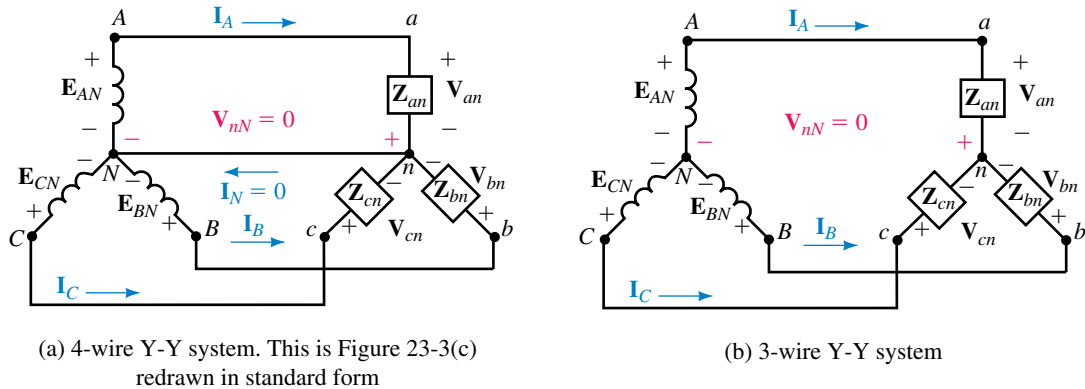 A
I_A
a
+
E_AN
−
+
Z_an
V_an
−
V_nN = 0
−
+
N
n
I_N = 0
−
E_CN
+
C
−
E_BN
+
B
I_B
−
Z_cn
+
c
V_cn
−
Z_bn
V_bn
+
b
I_C
(a) 4-wire Y-Y system. This is Figure 23-3(c)
redrawn in standard form
A
I_A
a
+
E_AN
−
+
Z_an
V_an
−
V_nN = 0
−
+
N
n
−
E_CN
+
C
−
E_BN
+
B
I_B
−
Z_cn
+
c
V_cn
−
Z_bn
V_bn
+
b
I_C
(b) 3-wire Y-Y system